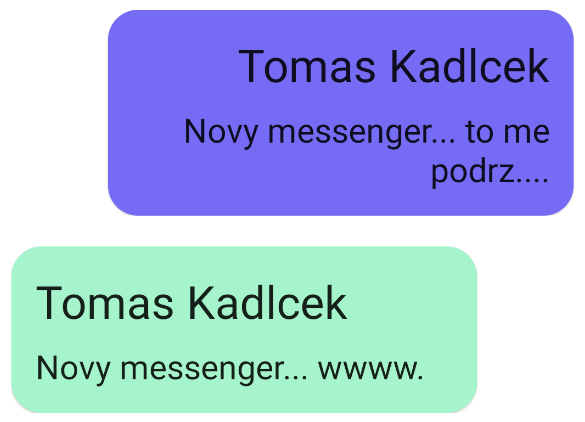 Tomas Kadlcek
Novy messenger... to me
podrz....
Tomas Kadlcek
Novy messenger... wwww.